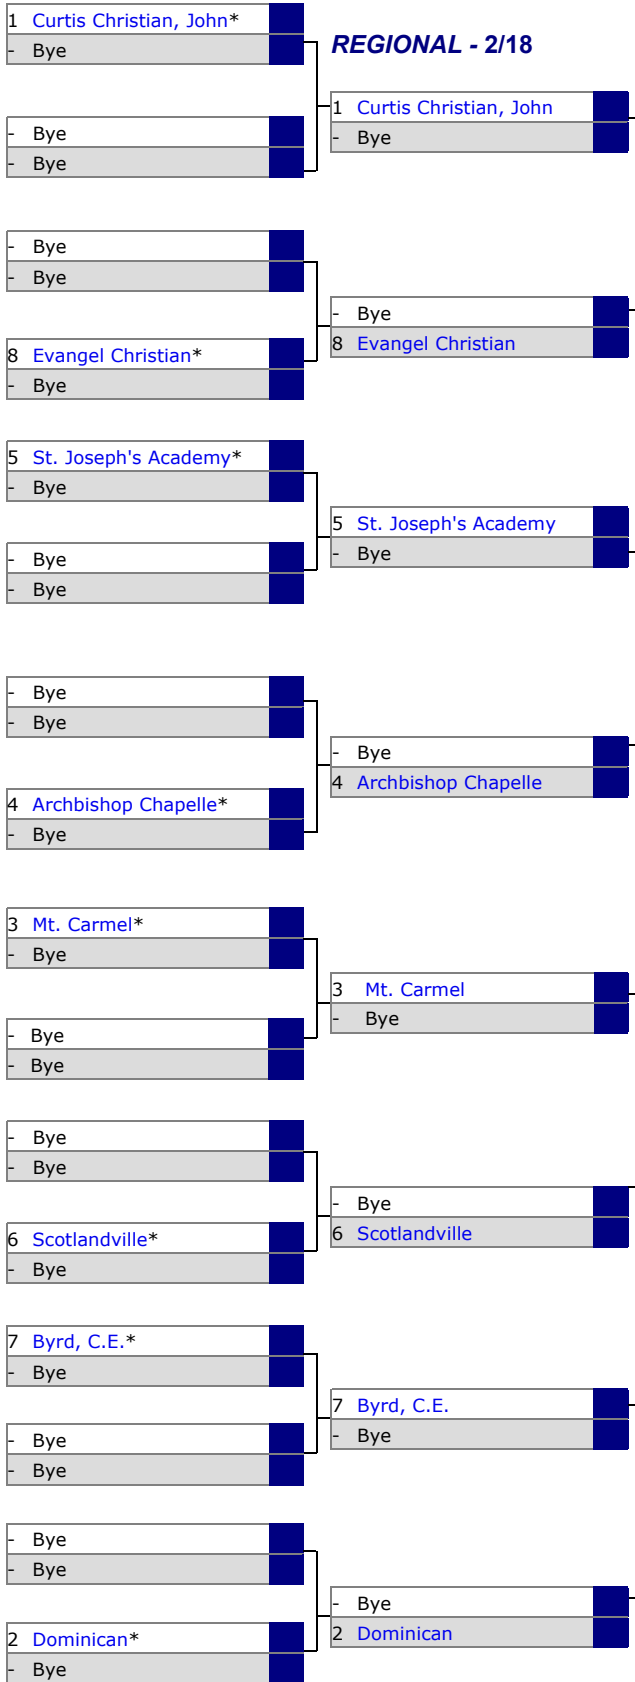 1 Curtis Christian, John*
- Bye
- Bye
- Bye
- Bye
- Bye
8 Evangel Christian*
- Bye
5 St. Joseph's Academy*
- Bye
- Bye
- Bye
- Bye
- Bye
4 Archbishop Chapelle*
- Bye
3 Mt. Carmel*
- Bye
- Bye
- Bye
- Bye
- Bye
6 Scotlandville*
- Bye
7 Byrd, C.E.*
- Bye
- Bye
- Bye
- Bye
- Bye
2 Dominican*
- Bye
REGIONAL - 2/18
1 Curtis Christian, John
- Bye
- Bye
8 Evangel Christian
5 St. Joseph's Academy
- Bye
- Bye
4 Archbishop Chapelle
3 Mt. Carmel
- Bye
- Bye
6 Scotlandville
7 Byrd, C.E.
- Bye
- Bye
2 Dominican